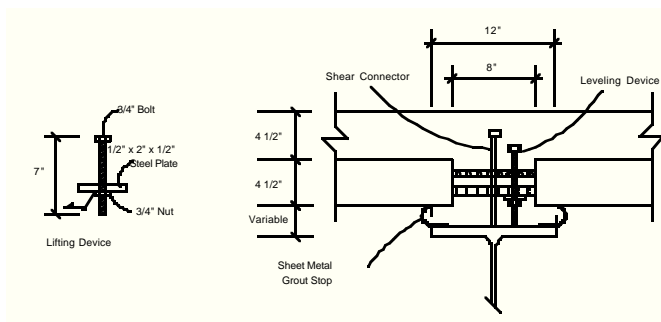 12"
8"
Shear Connector
Leveling Device
3/4" Bolt
4 1/2"
1/2" x 2" x 1/2"
Steel Plate
7"
4 1/2"
3/4" Nut
Variable
Lifting Device
Sheet Metal
Grout Stop